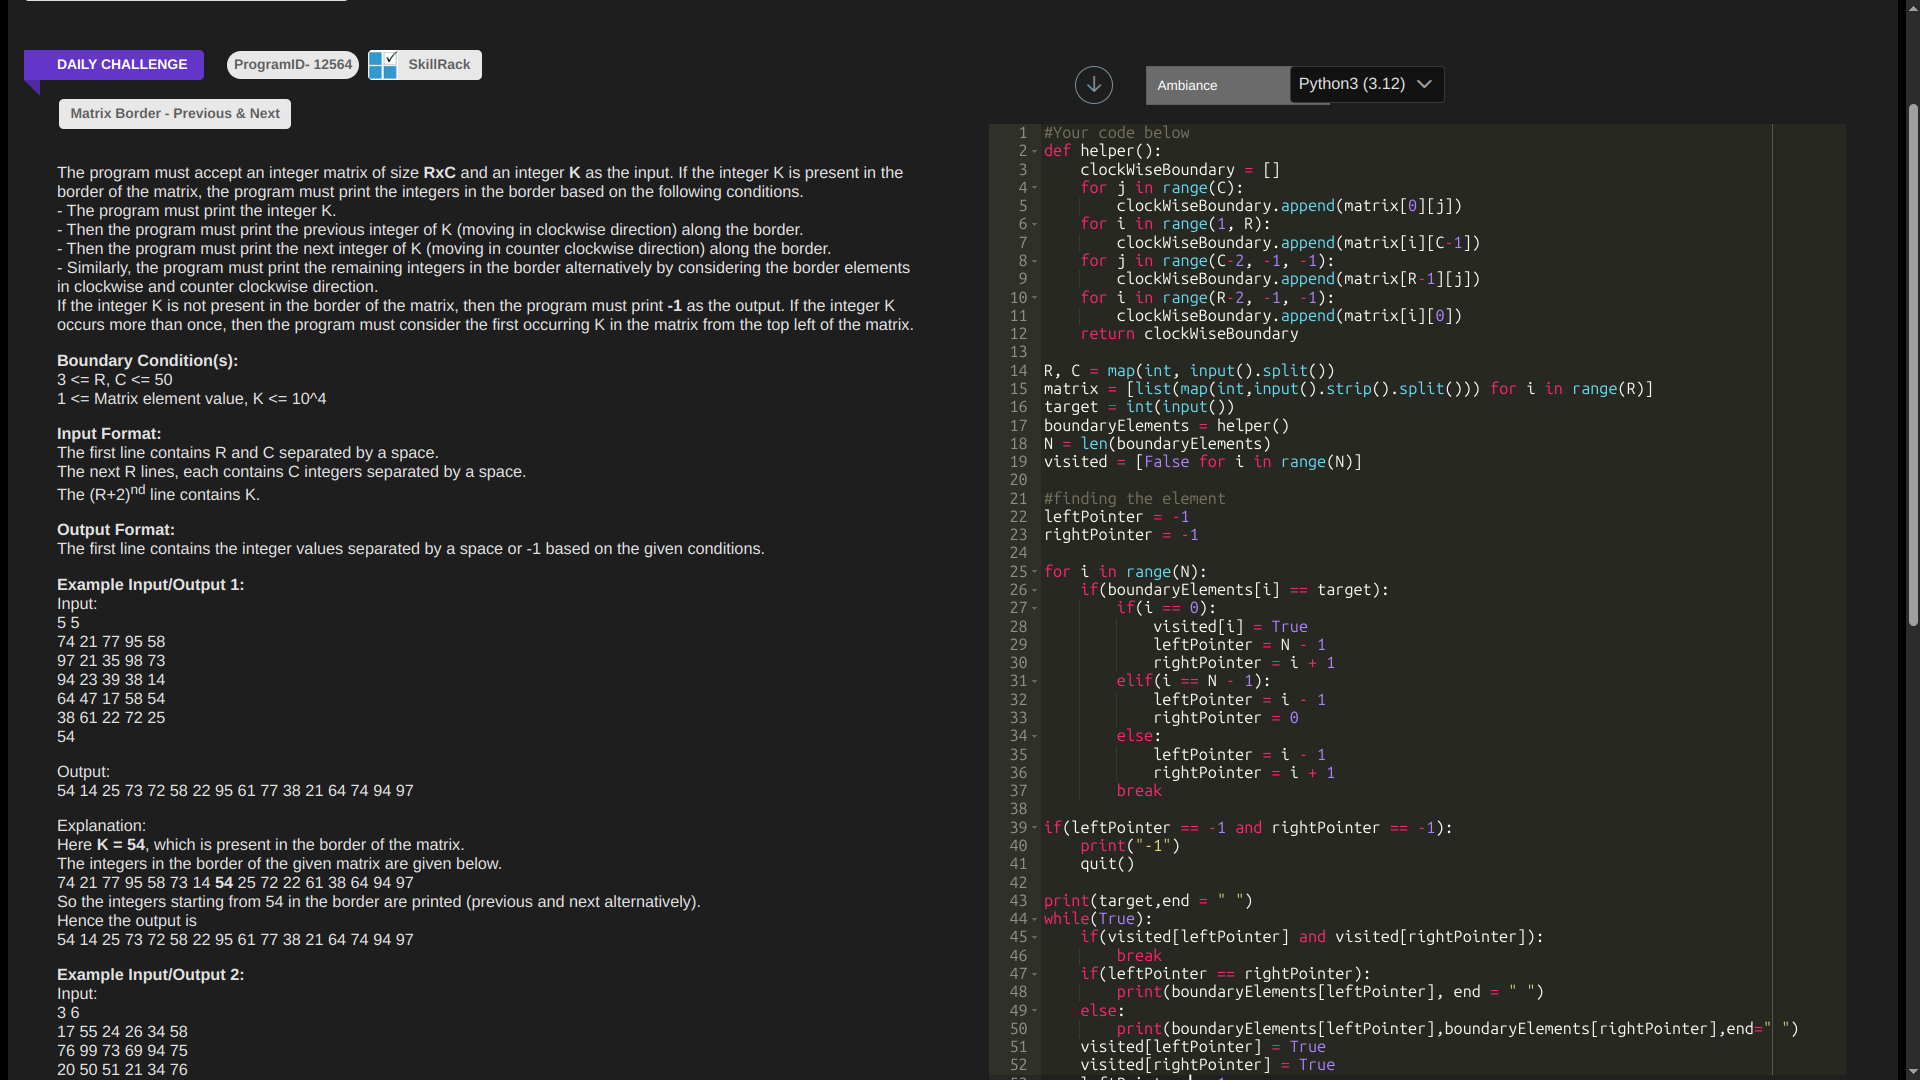 DAILY CHALLENGE
ProgramID- 12564
SkillRack
Matrix Border - Previous & Next
The program must accept an integer matrix of size RxC and an integer K as the input. If the integer K is present in the
border of the matrix, the program must print the integers in the border based on the following conditions.
- The program must print the integer K.
- Then the program must print the previous integer of K (moving in clockwise direction) along the border.
- Then the program must print the next integer of K (moving in counter clockwise direction) along the border.
- Similarly, the program must print the remaining integers in the border alternatively by considering the border elements
in clockwise and counter clockwise direction.
If the integer K is not present in the border of the matrix, then the program must print -1 as the output. If the integer K
occurs more than once, then the program must consider the first occurring K in the matrix from the top left of the matrix.
Boundary Condition(s):
3 <= R, C <= 50
1 <= Matrix element value, K <= 10^4
Input Format:
The first line contains R and C separated by a space.
The next R lines, each contains C integers separated by a space.
The (R+2)nd line contains K.
Output Format:
The first line contains the integer values separated by a space or -1 based on the given conditions.
Example Input/Output 1:
Input:
5 5
74 21 77 95 58
97 21 35 98 73
94 23 39 38 14
64 47 17 58 54
38 61 22 72 25
54
Output:
54 14 25 73 72 58 22 95 61 77 38 21 64 74 94 97
Explanation:
Here K = 54, which is present in the border of the matrix.
The integers in the border of the given matrix are given below.
74 21 77 95 58 73 14 54 25 72 22 61 38 64 94 97
So the integers starting from 54 in the border are printed (previous and next alternatively).
Hence the output is
54 14 25 73 72 58 22 95 61 77 38 21 64 74 94 97
Example Input/Output 2:
Input:
3 6
17 55 24 26 34 58
76 99 73 69 94 75
20 50 51 21 34 76
Ambiance
Python3 (3.12)
1 #Your code below
2 def helper():
3     clockWiseBoundary = []
4     for j in range(C):
5         clockWiseBoundary.append(matrix[0][j])
6     for i in range(1, R):
7         clockWiseBoundary.append(matrix[i][C-1])
8     for j in range(C-2, -1, -1):
9         clockWiseBoundary.append(matrix[R-1][j])
10     for i in range(R-2, -1, -1):
11         clockWiseBoundary.append(matrix[i][0])
12     return clockWiseBoundary
13
14 R, C = map(int, input().split())
15 matrix = [list(map(int,input().strip().split())) for i in range(R)]
16 target = int(input())
17 boundaryElements = helper()
18 N = len(boundaryElements)
19 visited = [False for i in range(N)]
20
21 #finding the element
22 leftPointer = -1
23 rightPointer = -1
24
25 for i in range(N):
26     if(boundaryElements[i] == target):
27         if(i == 0):
28             visited[i] = True
29             leftPointer = N - 1
30             rightPointer = i + 1
31         elif(i == N - 1):
32             leftPointer = i - 1
33             rightPointer = 0
34         else:
35             leftPointer = i - 1
36             rightPointer = i + 1
37         break
38
39 if(leftPointer == -1 and rightPointer == -1):
40     print("-1")
41     quit()
42
43 print(target,end = " ")
44 while(True):
45     if(visited[leftPointer] and visited[rightPointer]):
46         break
47     if(leftPointer == rightPointer):
48         print(boundaryElements[leftPointer], end = " ")
49     else:
50         print(boundaryElements[leftPointer],boundaryElements[rightPointer],end=" ")
51     visited[leftPointer] = True
52     visited[rightPointer] = True